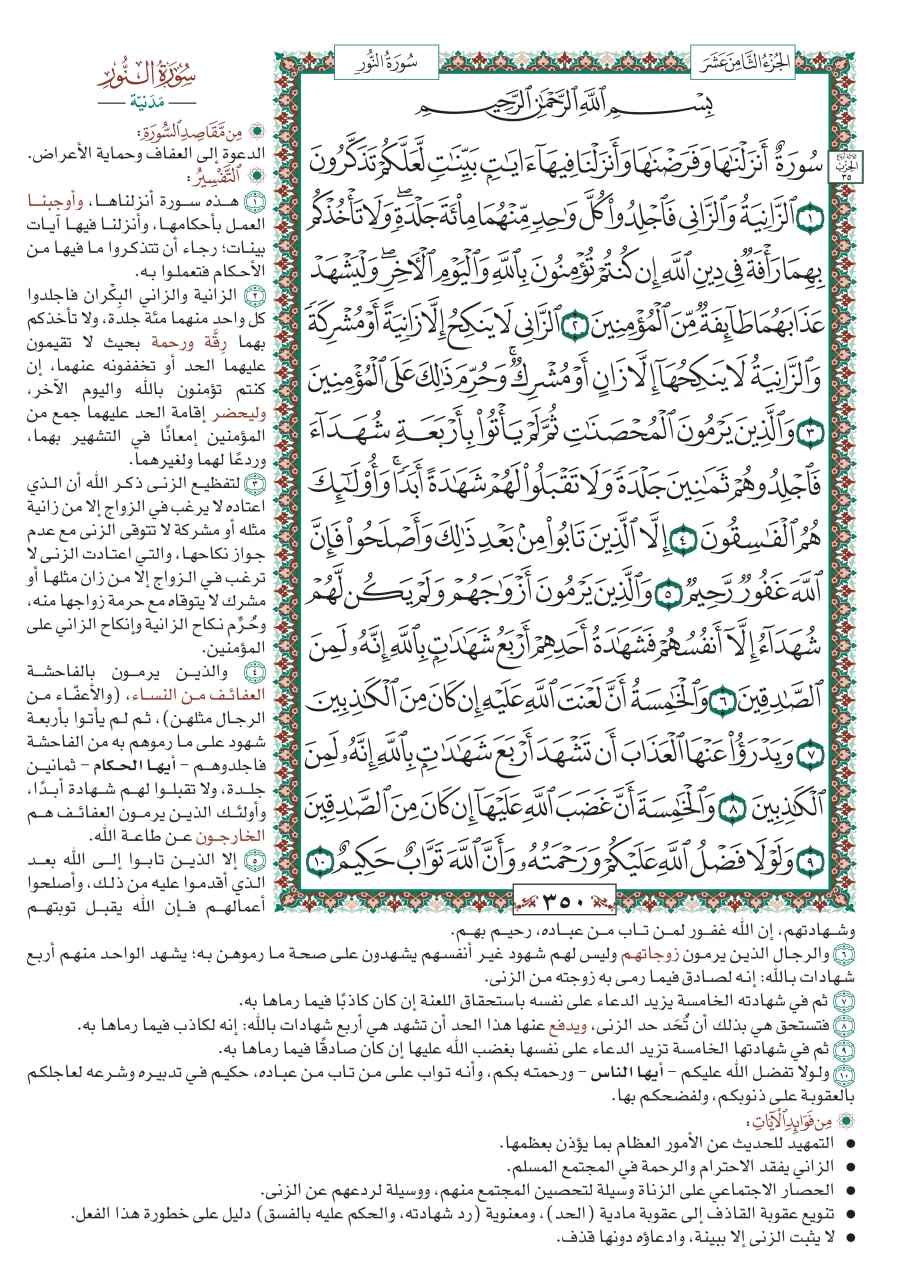 الجُزْءُ الثَّامِنَ عَشَرَ
سُورَةُ النُّورِ
بِسْمِ اللَّهِ الرَّحْمَٰنِ الرَّحِيمِ
سُورَةٌ أَنزَلْنَٰهَا وَفَرَضْنَٰهَا وَأَنزَلْنَا فِيهَآ ءَايَٰتٍۭ بَيِّنَٰتٍ لَّعَلَّكُمْ تَذَكَّرُونَ
١ ٱلزَّانِيَةُ وَٱلزَّانِي فَٱجْلِدُوا۟ كُلَّ وَٰحِدٍ مِّنْهُمَا مِا۟ئَةَ جَلْدَةٍۖ وَلَا تَأْخُذْكُم
بِهِمَا رَأْفَةٌ فِي دِينِ ٱللَّهِ إِن كُنتُمْ تُؤْمِنُونَ بِٱللَّهِ وَٱلْيَوْمِ ٱلْأَخِرِۖ وَلْيَشْهَدْ
عَذَابَهُمَا طَآئِفَةٌ مِّنَ ٱلْمُؤْمِنِينَ ٢ ٱلزَّانِي لَا يَنكِحُ إِلَّا زَانِيَةً أَوْ مُشْرِكَةً
وَٱلزَّانِيَةُ لَا يَنكِحُهَآ إِلَّا زَانٍ أَوْ مُشْرِكٌۚ وَحُرِّمَ ذَٰلِكَ عَلَى ٱلْمُؤْمِنِينَ
٣ وَٱلَّذِينَ يَرْمُونَ ٱلْمُحْصَنَٰتِ ثُمَّ لَمْ يَأْتُوا۟ بِأَرْبَعَةِ شُهَدَآءَ
فَٱجْلِدُوهُمْ ثَمَٰنِينَ جَلْدَةً وَلَا تَقْبَلُوا۟ لَهُمْ شَهَٰدَةً أَبَدًاۚ وَأُو۟لَٰٓئِكَ
هُمُ ٱلْفَٰسِقُونَ ٤ إِلَّا ٱلَّذِينَ تَابُوا۟ مِنۢ بَعْدِ ذَٰلِكَ وَأَصْلَحُوا۟ فَإِنَّ
ٱللَّهَ غَفُورٌ رَّحِيمٌ ٥ وَٱلَّذِينَ يَرْمُونَ أَزْوَٰجَهُمْ وَلَمْ يَكُن لَّهُمْ
شُهَدَآءُ إِلَّآ أَنفُسُهُمْ فَشَهَٰدَةُ أَحَدِهِمْ أَرْبَعُ شَهَٰدَٰتٍۭ بِٱللَّهِ إِنَّهُۥ لَمِنَ
ٱلصَّٰدِقِينَ ٦ وَٱلْخَٰمِسَةُ أَنَّ لَعْنَتَ ٱللَّهِ عَلَيْهِ إِن كَانَ مِنَ ٱلْكَٰذِبِينَ
٧ وَيَدْرَؤُا۟ عَنْهَا ٱلْعَذَابَ أَن تَشْهَدَ أَرْبَعَ شَهَٰدَٰتٍۭ بِٱللَّهِ إِنَّهُۥ لَمِنَ
ٱلْكَٰذِبِينَ ٨ وَٱلْخَٰمِسَةَ أَنَّ غَضَبَ ٱللَّهِ عَلَيْهَآ إِن كَانَ مِنَ ٱلصَّٰدِقِينَ
٩ وَلَوْلَا فَضْلُ ٱللَّهِ عَلَيْكُمْ وَرَحْمَتُهُۥ وَأَنَّ ٱللَّهَ تَوَّابٌ حَكِيمٌ ١٠
٣٥٠
الحزب
٣٥
سُورَةُ النُّورِ
مَدَنيّة
مِن مَّقَاصِدِ السُّورَةِ:
الدعوة إلى العفاف وحماية الأعراض.
التَّفْسِيرُ:
١ هذه سورة أنزلناها، وأوجبنا
العمل بأحكامها، وأنزلنا فيها آيات
بينات؛ رجاء أن تتذكروا ما فيها من
الأحكام فتعملوا به.
٢ الزانية والزاني البِكْران فاجلدوا
كل واحد منهما مئة جلدة، ولا تأخذكم
بهما رِقَّة ورحمة بحيث لا تقيمون
عليهما الحد أو تخففونه عنهما، إن
كنتم تؤمنون بالله واليوم الآخر،
وليحضر إقامة الحد عليهما جمع من
المؤمنين إمعانًا في التشهير بهما،
وردعًا لهما ولغيرهما.
٣ لتفظيع الزنى ذكر الله أن الذي
اعتاده لا يرغب في الزواج إلا من زانية
مثله أو مشركة لا تتوقى الزنى مع عدم
جواز نكاحها، والتي اعتادت الزنى لا
ترغب في الزواج إلا من زان مثلها أو
مشرك لا يتوقاه مع حرمة زواجها منه،
وحُرِّم نكاح الزانية وإنكاح الزاني على
المؤمنين.
٤ والذين يرمون بالفاحشة
العفائف من النساء، (والأعفّاء من
الرجال مثلهن)، ثم لم يأتوا بأربعة
شهود على ما رموهم به من الفاحشة
فاجلدوهم – أيها الحكام – ثمانين
جلدة، ولا تقبلوا لهم شهادة أبدًا،
وأولئك الذين يرمون العفائف هم
الخارجون عن طاعة الله.
٥ إلا الذين تابوا إلى الله بعد
الذي أقدموا عليه من ذلك، وأصلحوا
أعمالهم فإن الله يقبل توبتهم
وشهادتهم، إن الله غفور لمن تاب من عباده، رحيم بهم.
٦ والرجال الذين يرمون زوجاتهم وليس لهم شهود غير أنفسهم يشهدون على صحة ما رموهن به؛ يشهد الواحد منهم أربع
شهادات بالله: إنه لصادق فيما رمى به زوجته من الزنى.
٧ ثم في شهادته الخامسة يزيد الدعاء على نفسه باستحقاق اللعنة إن كان كاذبًا فيما رماها به.
٨ فتستحق هي بذلك أن تُحَد حد الزنى، ويدفع عنها هذا الحد أن تشهد هي أربع شهادات بالله: إنه لكاذب فيما رماها به.
٩ ثم في شهادتها الخامسة تزيد الدعاء على نفسها بغضب الله عليها إن كان صادقًا فيما رماها به.
١٠ ولولا تفضل الله عليكم – أيها الناس – ورحمته بكم، وأنه تواب على من تاب من عباده، حكيم في تدبيره وشرعه لعاجلكم
بالعقوبة على ذنوبكم، ولفضحكم بها.
مِن فَوَائِدِ الْآيَاتِ:
• التمهيد للحديث عن الأمور العظام بما يؤذن بعظمها.
• الزاني يفقد الاحترام والرحمة في المجتمع المسلم.
• الحصار الاجتماعي على الزناة وسيلة لتحصين المجتمع منهم، ووسيلة لردعهم عن الزنى.
• تنويع عقوبة القاذف إلى عقوبة مادية (الحد)، ومعنوية (رد شهادته، والحكم عليه بالفسق) دليل على خطورة هذا الفعل.
• لا يثبت الزنى إلا ببينة، وادعاؤه دونها قذف.